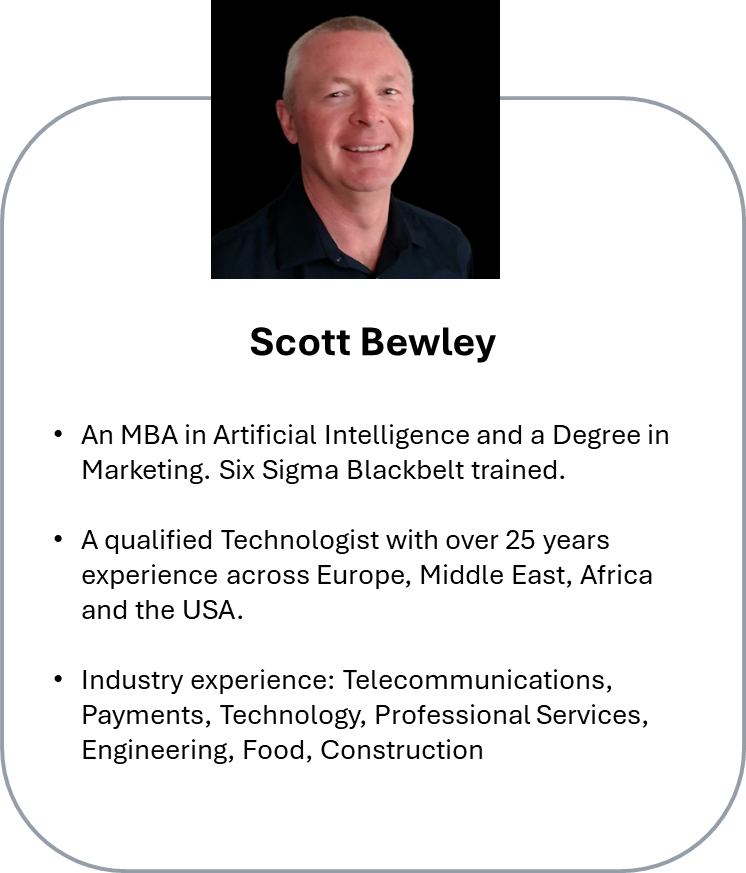 Scott Bewley
• An MBA in Artificial Intelligence and a Degree in
Marketing. Six Sigma Blackbelt trained.
• A qualified Technologist with over 25 years
experience across Europe, Middle East, Africa
and the USA.
• Industry experience: Telecommunications,
Payments, Technology, Professional Services,
Engineering, Food, Construction